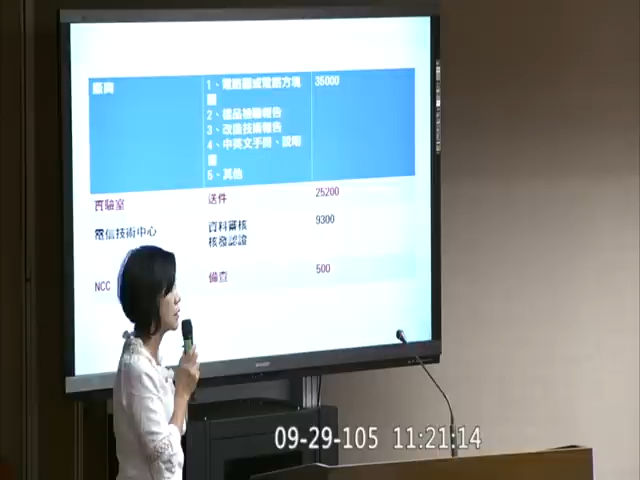 廠商 1、電路圖或電路方塊 35000
圖
2、樣品檢驗報告
3、改善技術報告
4、中英文手冊、說明
圖
5、其他
實驗室 送件 25200
電信技術中心 資料審核 9300
核發認證
NCC 備查 500
SHARP
09-29-105 11:21:14